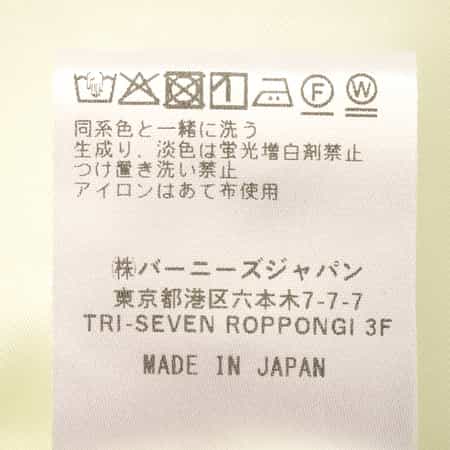 F W
同系色と一緒に洗う
生成り、淡色は蛍光増白剤禁止
つけ置き洗い禁止
アイロンはあて布使用
㈱バーニーズジャパン
東京都港区六本木7-7-7
TRI-SEVEN ROPPONGI 3F
MADE IN JAPAN